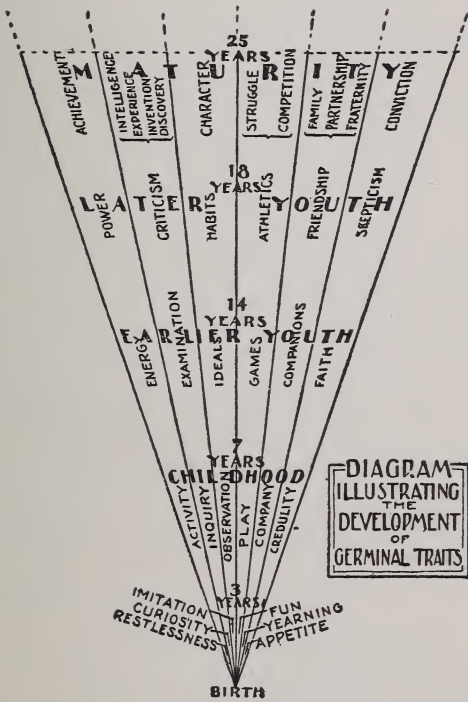 25
YEARS
MATURITY
ACHIEVEMENT
INTELLIGENCE
EXPERIENCE
INVENTION
DISCOVERY
CHARACTER
STRUGGLE
COMPETITION
FAMILY
PARTNERSHIP
FRATERNITY
CONVICTION
18
YEARS
LATER YOUTH
POWER
CRITICISM
HABITS
ATHLETICS
FRIENDSHIP
SKEPTICISM
14
YEARS
EARLIER YOUTH
ENERGY
EXAMINATION
IDEALS
GAMES
COMPANIONS
FAITH
7
YEARS
CHILDHOOD
ACTIVITY
INQUIRY
OBSERVATION
PLAY
COMPANY
CREDULITY
DIAGRAM
ILLUSTRATING
THE
DEVELOPMENT
OF
GERMINAL TRAITS
3
YEARS
IMITATION
CURIOSITY
RESTLESSNESS
FUN
YEARNING
APPETITE
BIRTH